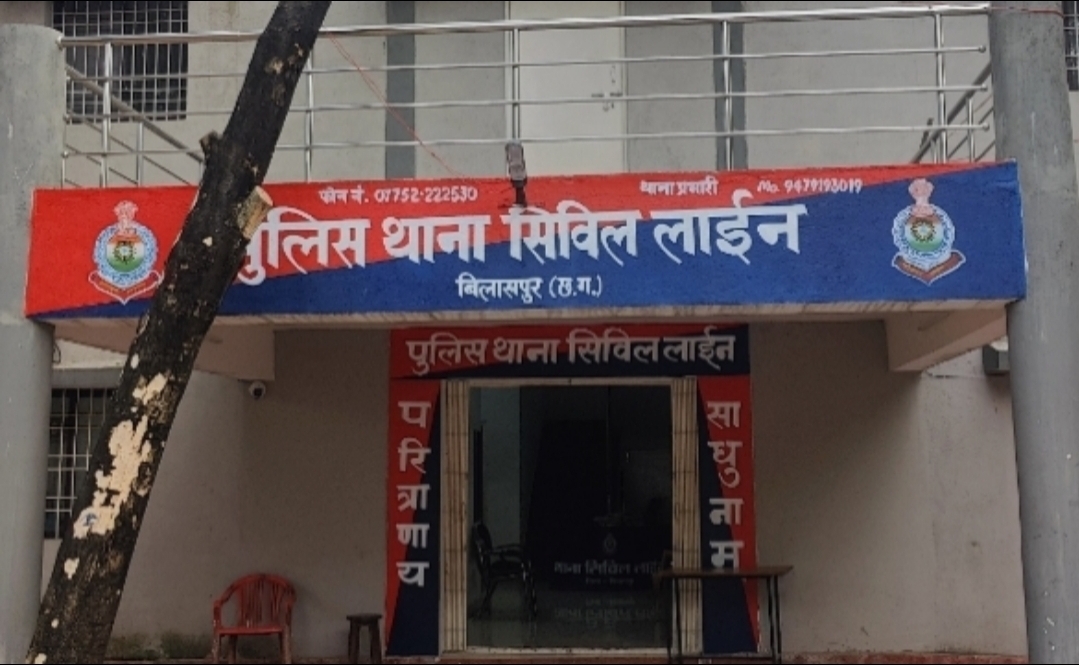 फोन नं. 07752-222530 थाना प्रभारी Mo. 9479193019
पुलिस थाना सिविल लाईन
बिलासपुर (छ.ग.)
पुलिस थाना सिविल लाईन
परित्राणाय
साधुनाम
थाना सिविल